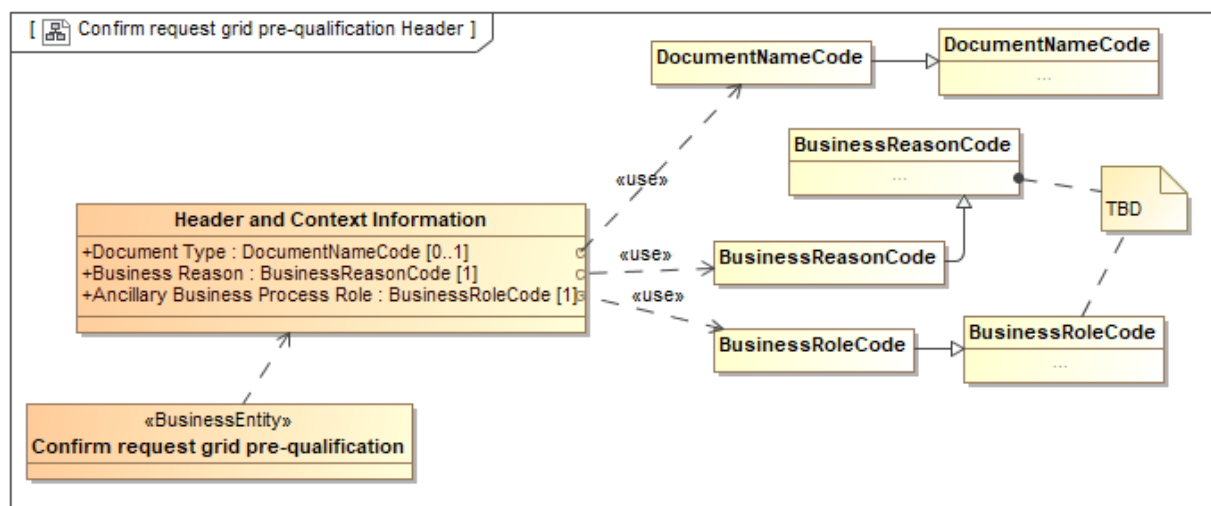 [ Confirm request grid pre-qualification Header ]
DocumentNameCode
DocumentNameCode
...
BusinessReasonCode
...
TBD
«use»
Header and Context Information
+Document Type : DocumentNameCode [0..1]
+Business Reason : BusinessReasonCode [1]
+Ancillary Business Process Role : BusinessRoleCode [1]
«use»
BusinessReasonCode
«use»
BusinessRoleCode
BusinessRoleCode
...
«BusinessEntity»
Confirm request grid pre-qualification